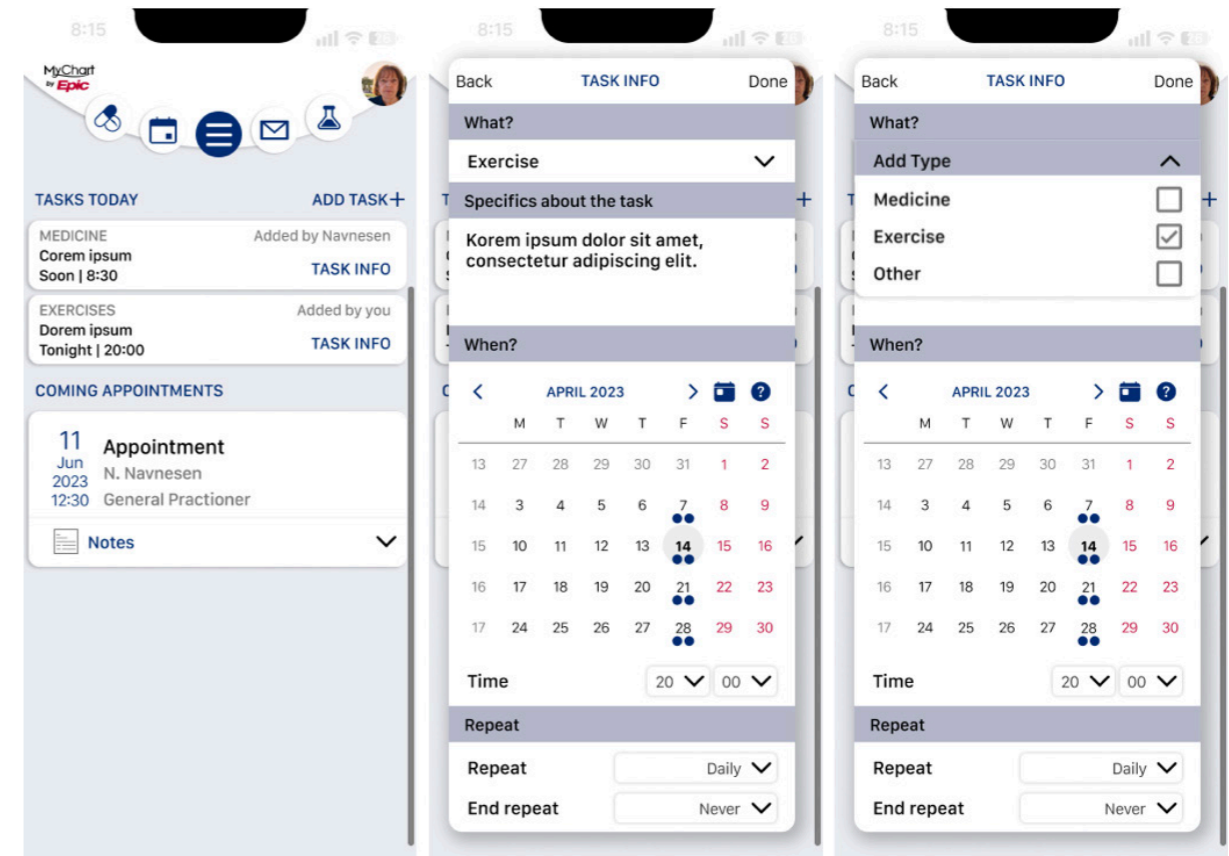 8:15
MyChart
by Epic
TASKS TODAY ADD TASK+
MEDICINE Added by Navnesen
Corem ipsum
Soon | 8:30 TASK INFO
EXERCISES Added by you
Dorem ipsum
Tonight | 20:00 TASK INFO
COMING APPOINTMENTS
11 Jun 2023 12:30
Appointment
N. Navnesen
General Practioner
Notes
8:15
Back TASK INFO Done
What?
Exercise
Specifics about the task
Korem ipsum dolor sit amet,
consectetur adipiscing elit.
When?
APRIL 2023 ?
M T W T F S S
13 27 28 29 30 31 1 2
14 3 4 5 6 7 8 9
15 10 11 12 13 14 15 16
16 17 18 19 20 21 22 23
17 24 25 26 27 28 29 30
Time 20 00
Repeat
Repeat Daily
End repeat Never
8:15
Back TASK INFO Done
What?
Add Type
Medicine
Exercise
Other
When?
APRIL 2023 ?
M T W T F S S
13 27 28 29 30 31 1 2
14 3 4 5 6 7 8 9
15 10 11 12 13 14 15 16
16 17 18 19 20 21 22 23
17 24 25 26 27 28 29 30
Time 20 00
Repeat
Repeat Daily
End repeat Never